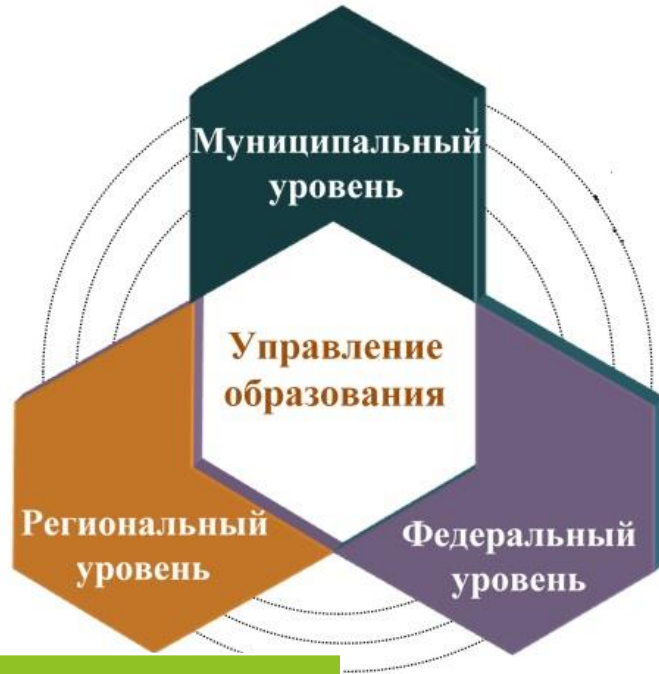 Муниципальный
уровень
Управление
образования
Региональный
уровень
Федеральный
уровень